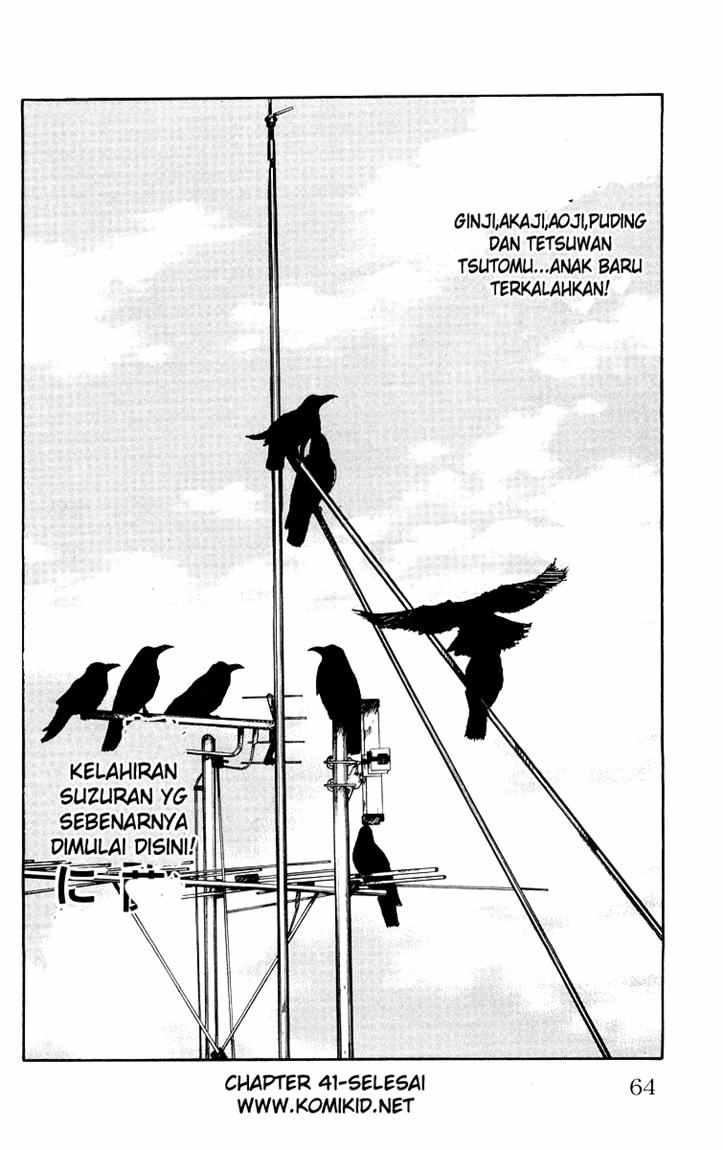 GINJI,AKAJI,AOJI,PUDING
DAN TETSUWAN
TSUTOMU...ANAK BARU
TERKALAHKAN!
KELAHIRAN
SUZURAN YG
SEBENARNYA
DIMULAI DISINI!
CHAPTER 41-SELESAI
WWW.KOMIKID.NET
64